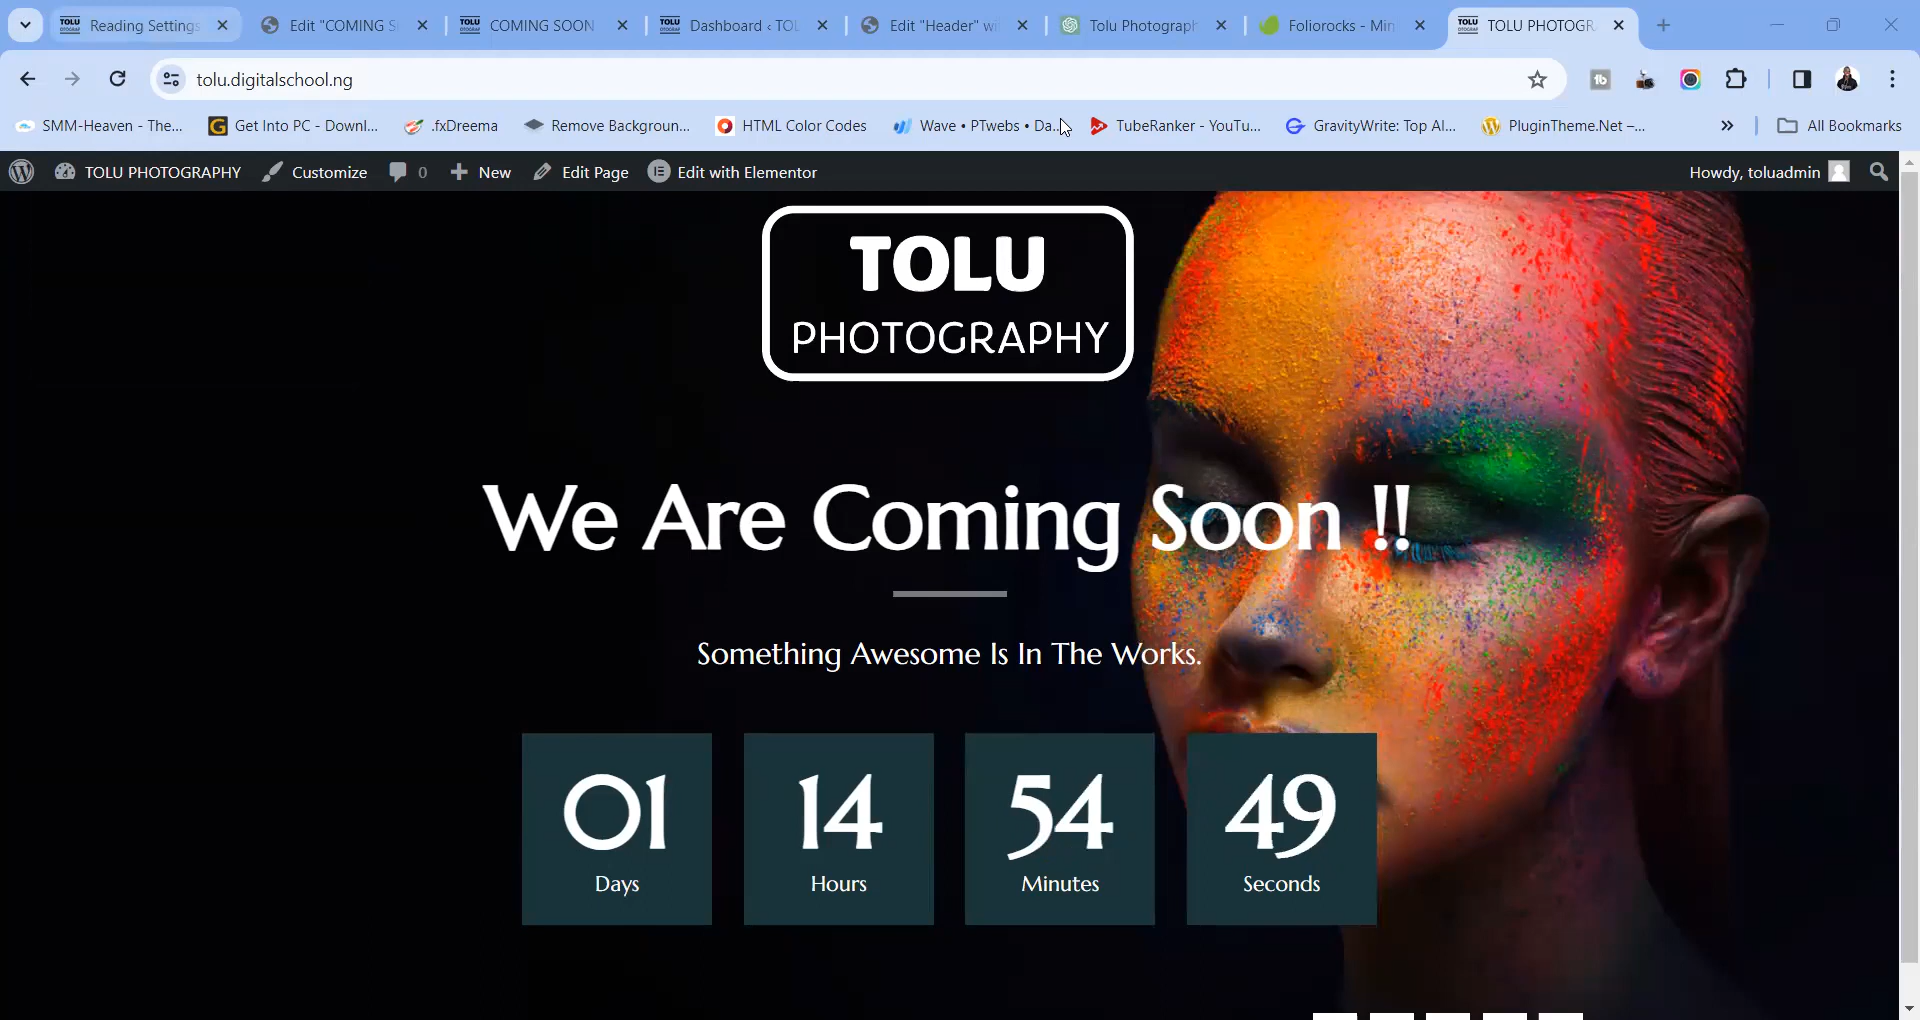 Reading Settings
Edit "COMING S
COMING SOON
Dashboard ‹ TOL
Edit "Header" wi
Tolu Photograph
Foliorocks - Min
TOLU PHOTOGR
tolu.digitalschool.ng
SMM-Heaven - The...
Get Into PC - Downl...
.fxDreema
Remove Backgroun...
HTML Color Codes
Wave • PTwebs • Da...
TubeRanker - YouTu...
GravityWrite: Top AI...
PluginTheme.Net –...
All Bookmarks
TOLU PHOTOGRAPHY
Customize
0
New
Edit Page
Edit with Elementor
Howdy, toluadmin
TOLU
PHOTOGRAPHY
We Are Coming Soon !!
Something Awesome Is In The Works.
01 14 54 49
Days Hours Minutes Seconds